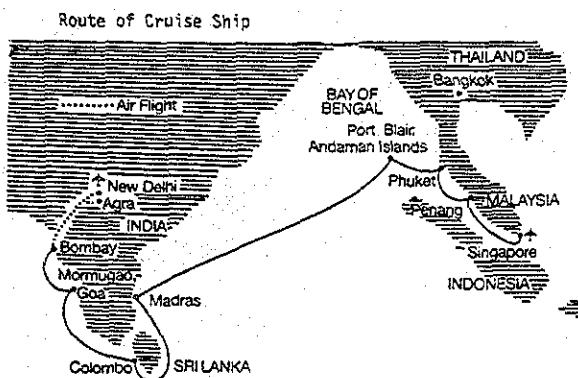 Route of Cruise Ship
THAILAND
Bangkok
BAY OF
BENGAL
Air Flight
Port Blair
Andaman Islands
New Delhi
Agra
Phuket
MALAYSIA
Penang
INDIA
Bombay
Singapore
Mormugao,
Goa
Madras
INDONESIA
Colombo
SRI LANKA